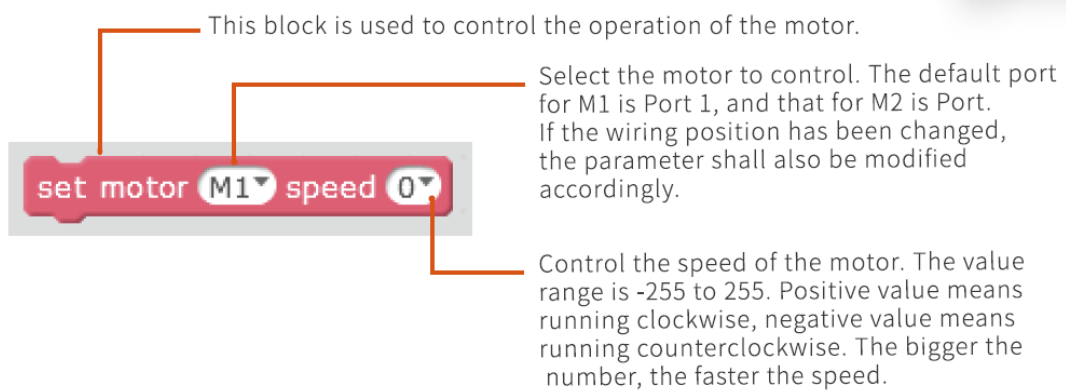 This block is used to control the operation of the motor.
Select the motor to control. The default port
for M1 is Port 1, and that for M2 is Port.
If the wiring position has been changed,
the parameter shall also be modified
accordingly.
set motor M1 speed 0
Control the speed of the motor. The value
range is -255 to 255. Positive value means
running clockwise, negative value means
running counterclockwise. The bigger the
number, the faster the speed.